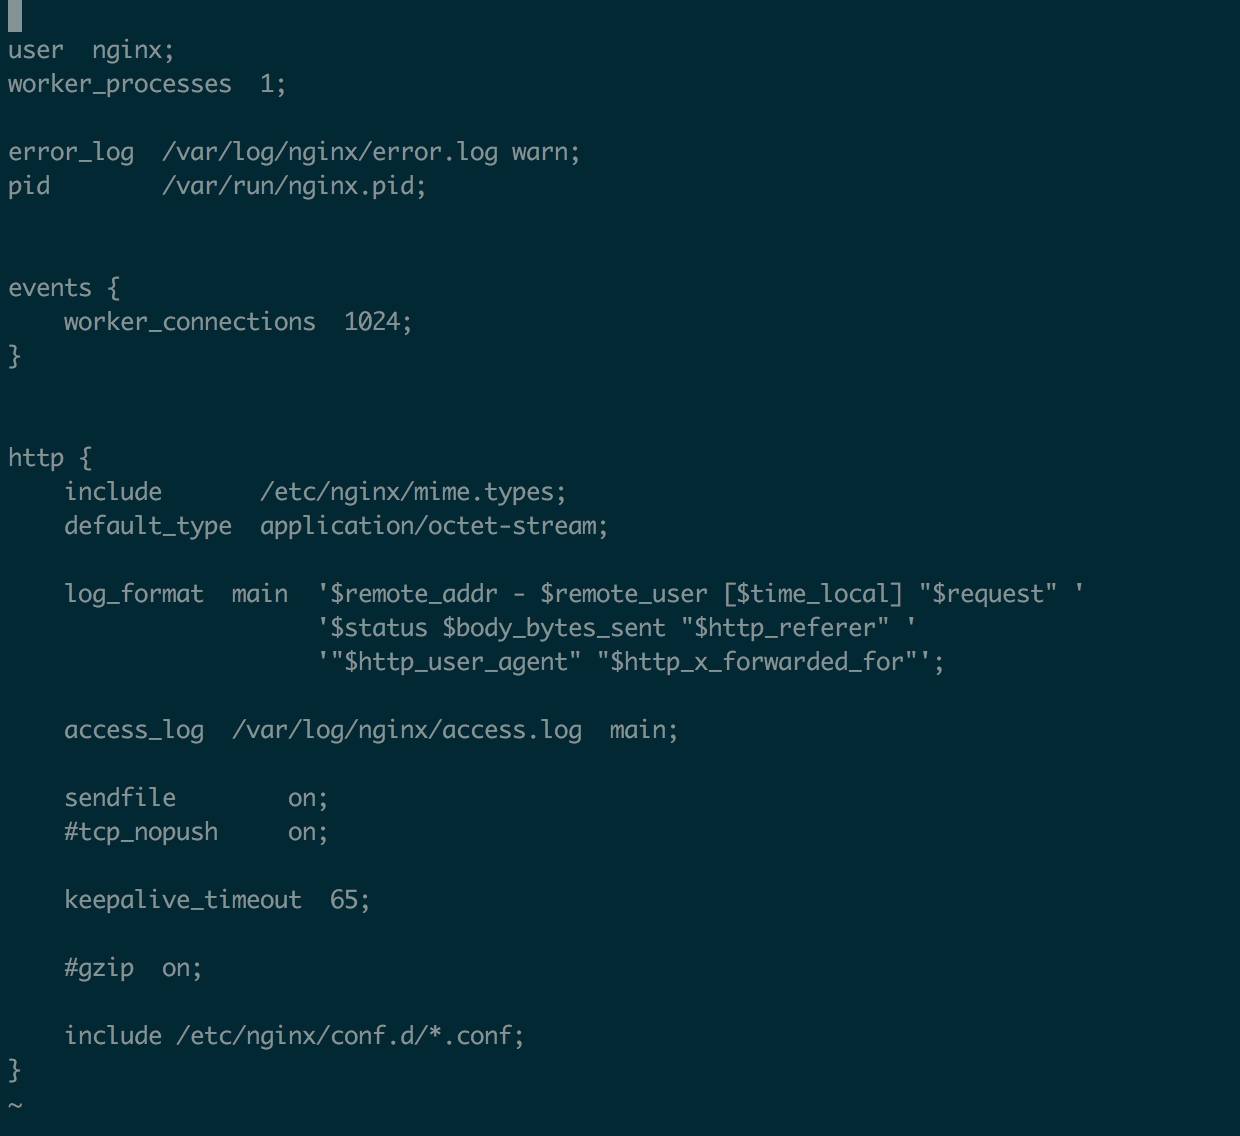 user  nginx;
worker_processes  1;
error_log  /var/log/nginx/error.log warn;
pid        /var/run/nginx.pid;
events {
    worker_connections  1024;
}
http {
    include       /etc/nginx/mime.types;
    default_type  application/octet-stream;
    log_format  main  '$remote_addr - $remote_user [$time_local] "$request" '
                      '$status $body_bytes_sent "$http_referer" '
                      '"$http_user_agent" "$http_x_forwarded_for"';
    access_log  /var/log/nginx/access.log  main;
    sendfile        on;
    #tcp_nopush     on;
    keepalive_timeout  65;
    #gzip  on;
    include /etc/nginx/conf.d/*.conf;
}
~